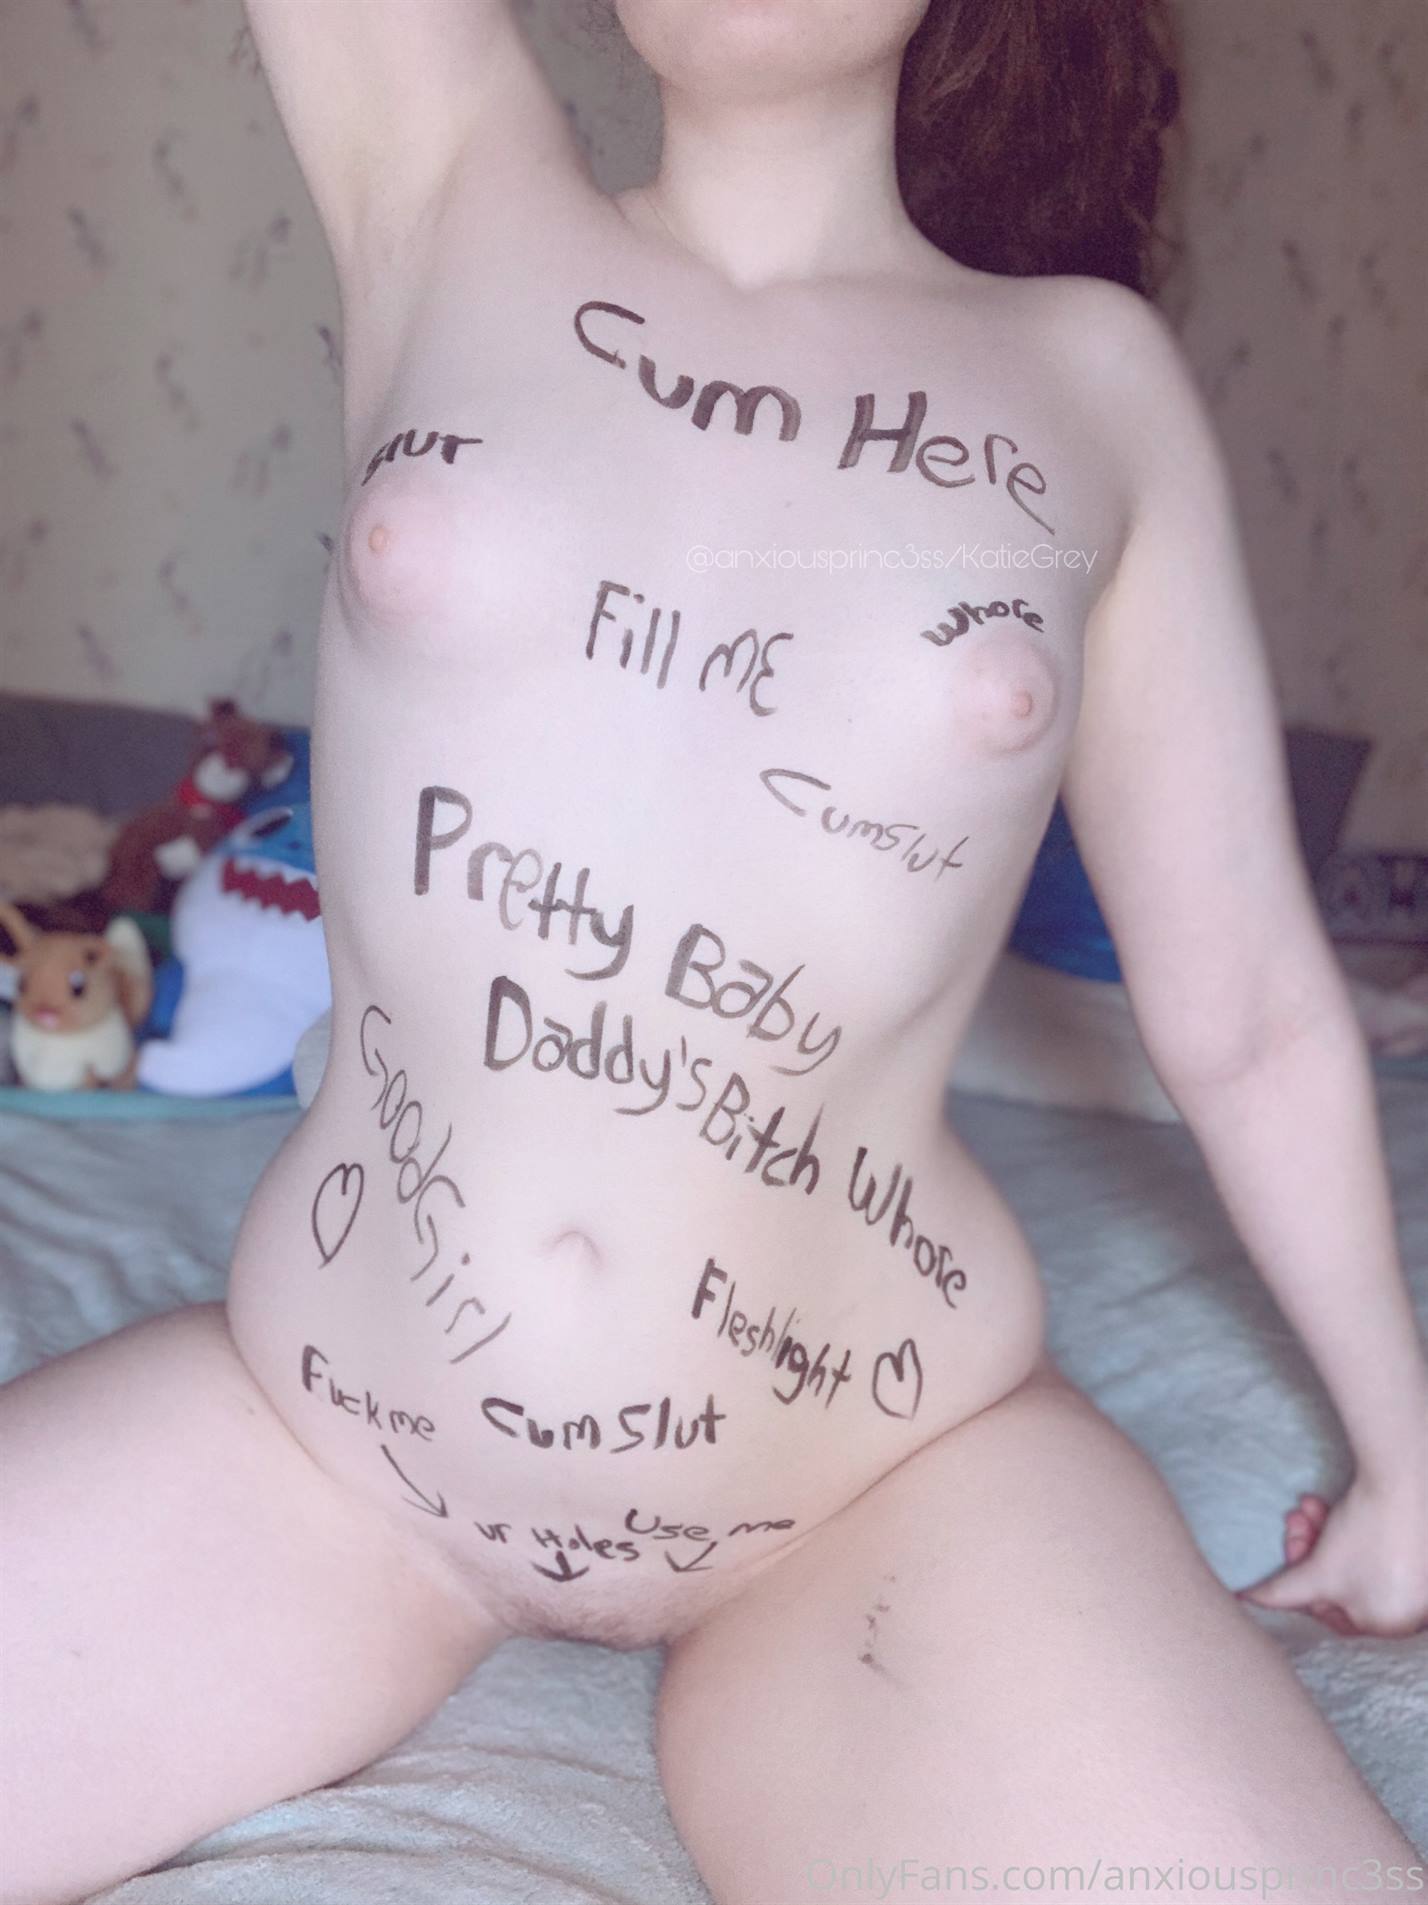 Cum Here
Slut
@anxiousprinc3ss/KatieGrey
Fill ME
Whore
Cumslut
Pretty Baby
Daddy's Bitch Whore
Good Girl
Fleshlight
Fuck me
Cum Slut
Use me
ur Holes
OnlyFans.com/anxiousprinc3ss